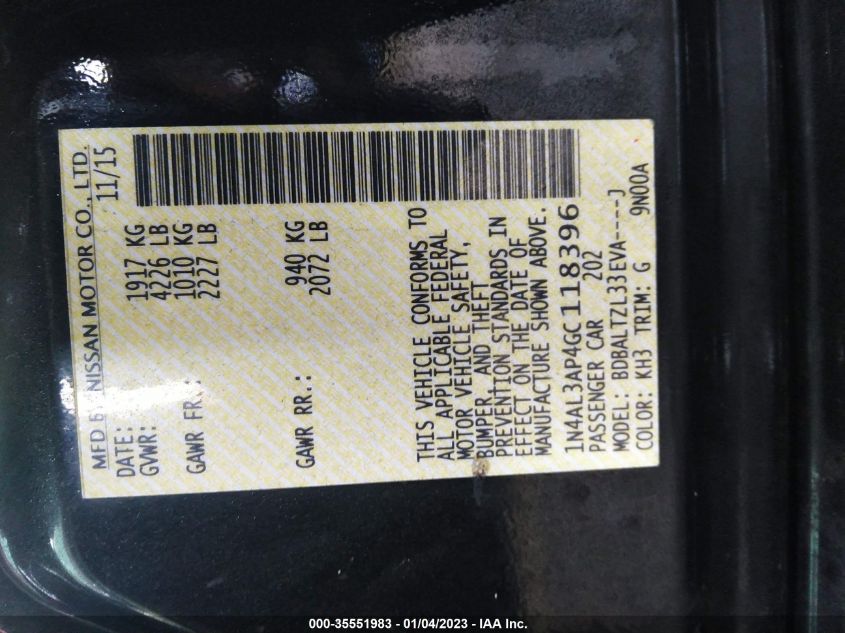 MFD BY NISSAN MOTOR CO., LTD.
DATE: 11/15
GVWR: 1917 KG
4226 LB
GAWR FR.: 1010 KG
2227 LB
GAWR RR.: 940 KG
2072 LB
THIS VEHICLE CONFORMS TO
ALL APPLICABLE FEDERAL
MOTOR VEHICLE SAFETY,
BUMPER, AND THEFT
PREVENTION STANDARDS IN
EFFECT ON THE DATE OF
MANUFACTURE SHOWN ABOVE.
1N4AL3AP4GC118396
PASSENGER CAR 202
MODEL: BDBALTZL33EVA----J
COLOR: KH3 TRIM: G 9N00A
000-35551983 - 01/04/2023 - IAA Inc.